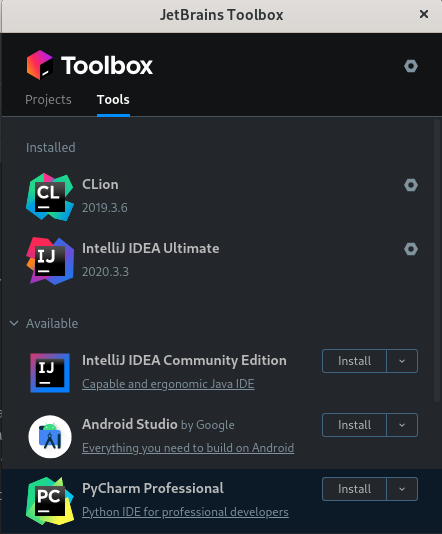 JetBrains Toolbox
Toolbox
Projects Tools
Installed
CL
CLion
2019.3.6
IJ
IntelliJ IDEA Ultimate
2020.3.3
Available
IJ
IntelliJ IDEA Community Edition
Capable and ergonomic Java IDE
Install
Android Studio by Google
Everything you need to build on Android
Install
PC
PyCharm Professional
Python IDE for professional developers
Install